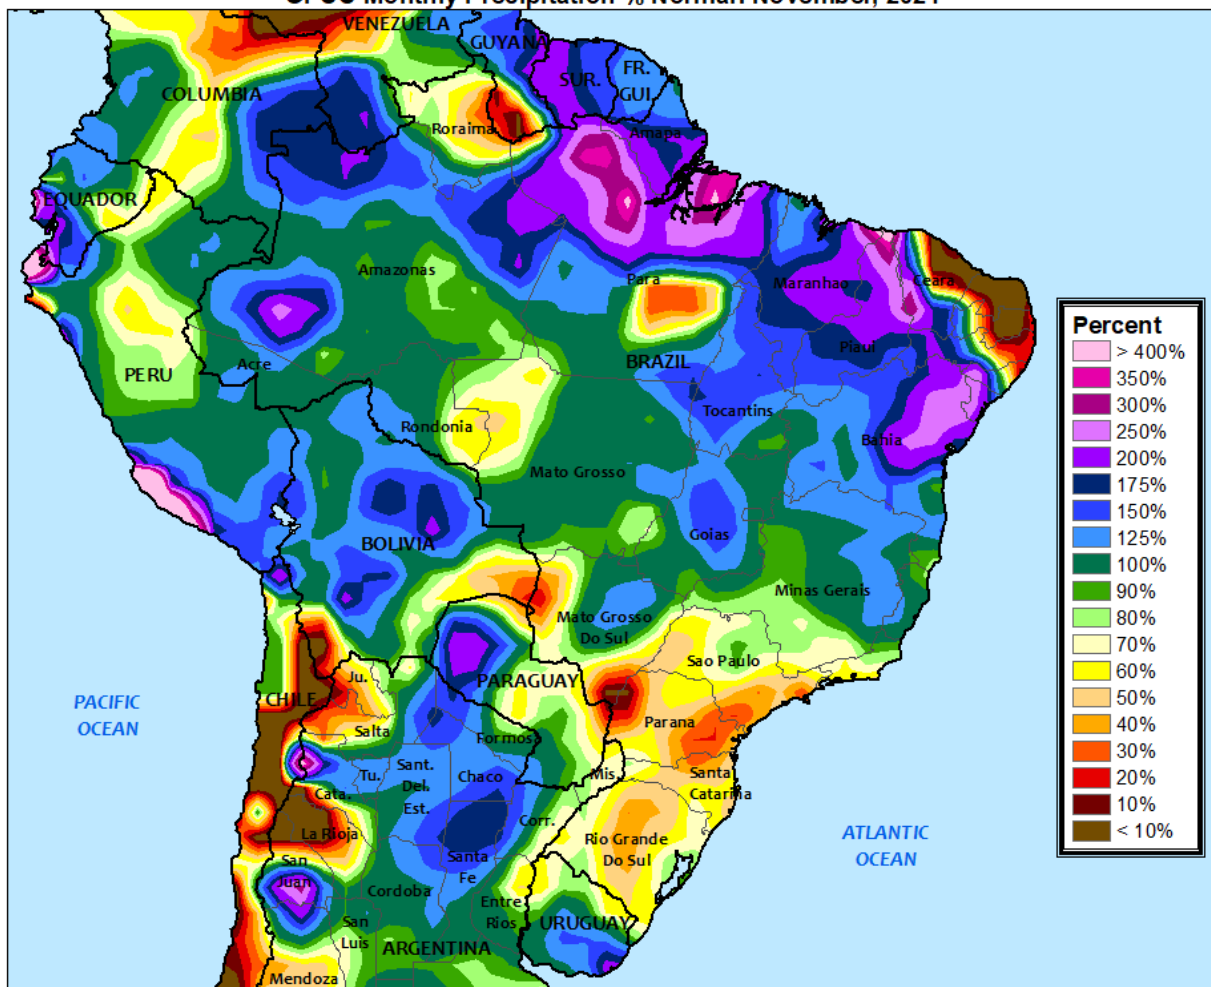 VENEZUELA
GUYANA
COLUMBIA
SUR.
FR.
GUI.
Roraima
Amapa
EQUADOR
Amazonas
Para
Maranhao
Ceara
PERU
Acre
BRAZIL
Piaui
Tocantins
Rondonia
Bahia
Mato Grosso
BOLIVIA
Goias
Minas Gerais
Mato Grosso
Do Sul
Sao Paulo
PACIFIC
OCEAN
CHILE
Ju.
PARAGUAY
Salta
Parana
Formosa
Tu.
Sant.
Del.
Est.
Chaco
Mis.
Santa
Catarina
Cata.
La Rioja
Corr.
Rio Grande
Do Sul
ATLANTIC
OCEAN
San
Juan
Santa
Fe
Cordoba
Entre
Rios
URUGUAY
San
Luis
ARGENTINA
Mendoza
Percent
> 400%
350%
300%
250%
200%
175%
150%
125%
100%
90%
80%
70%
60%
50%
40%
30%
20%
10%
< 10%